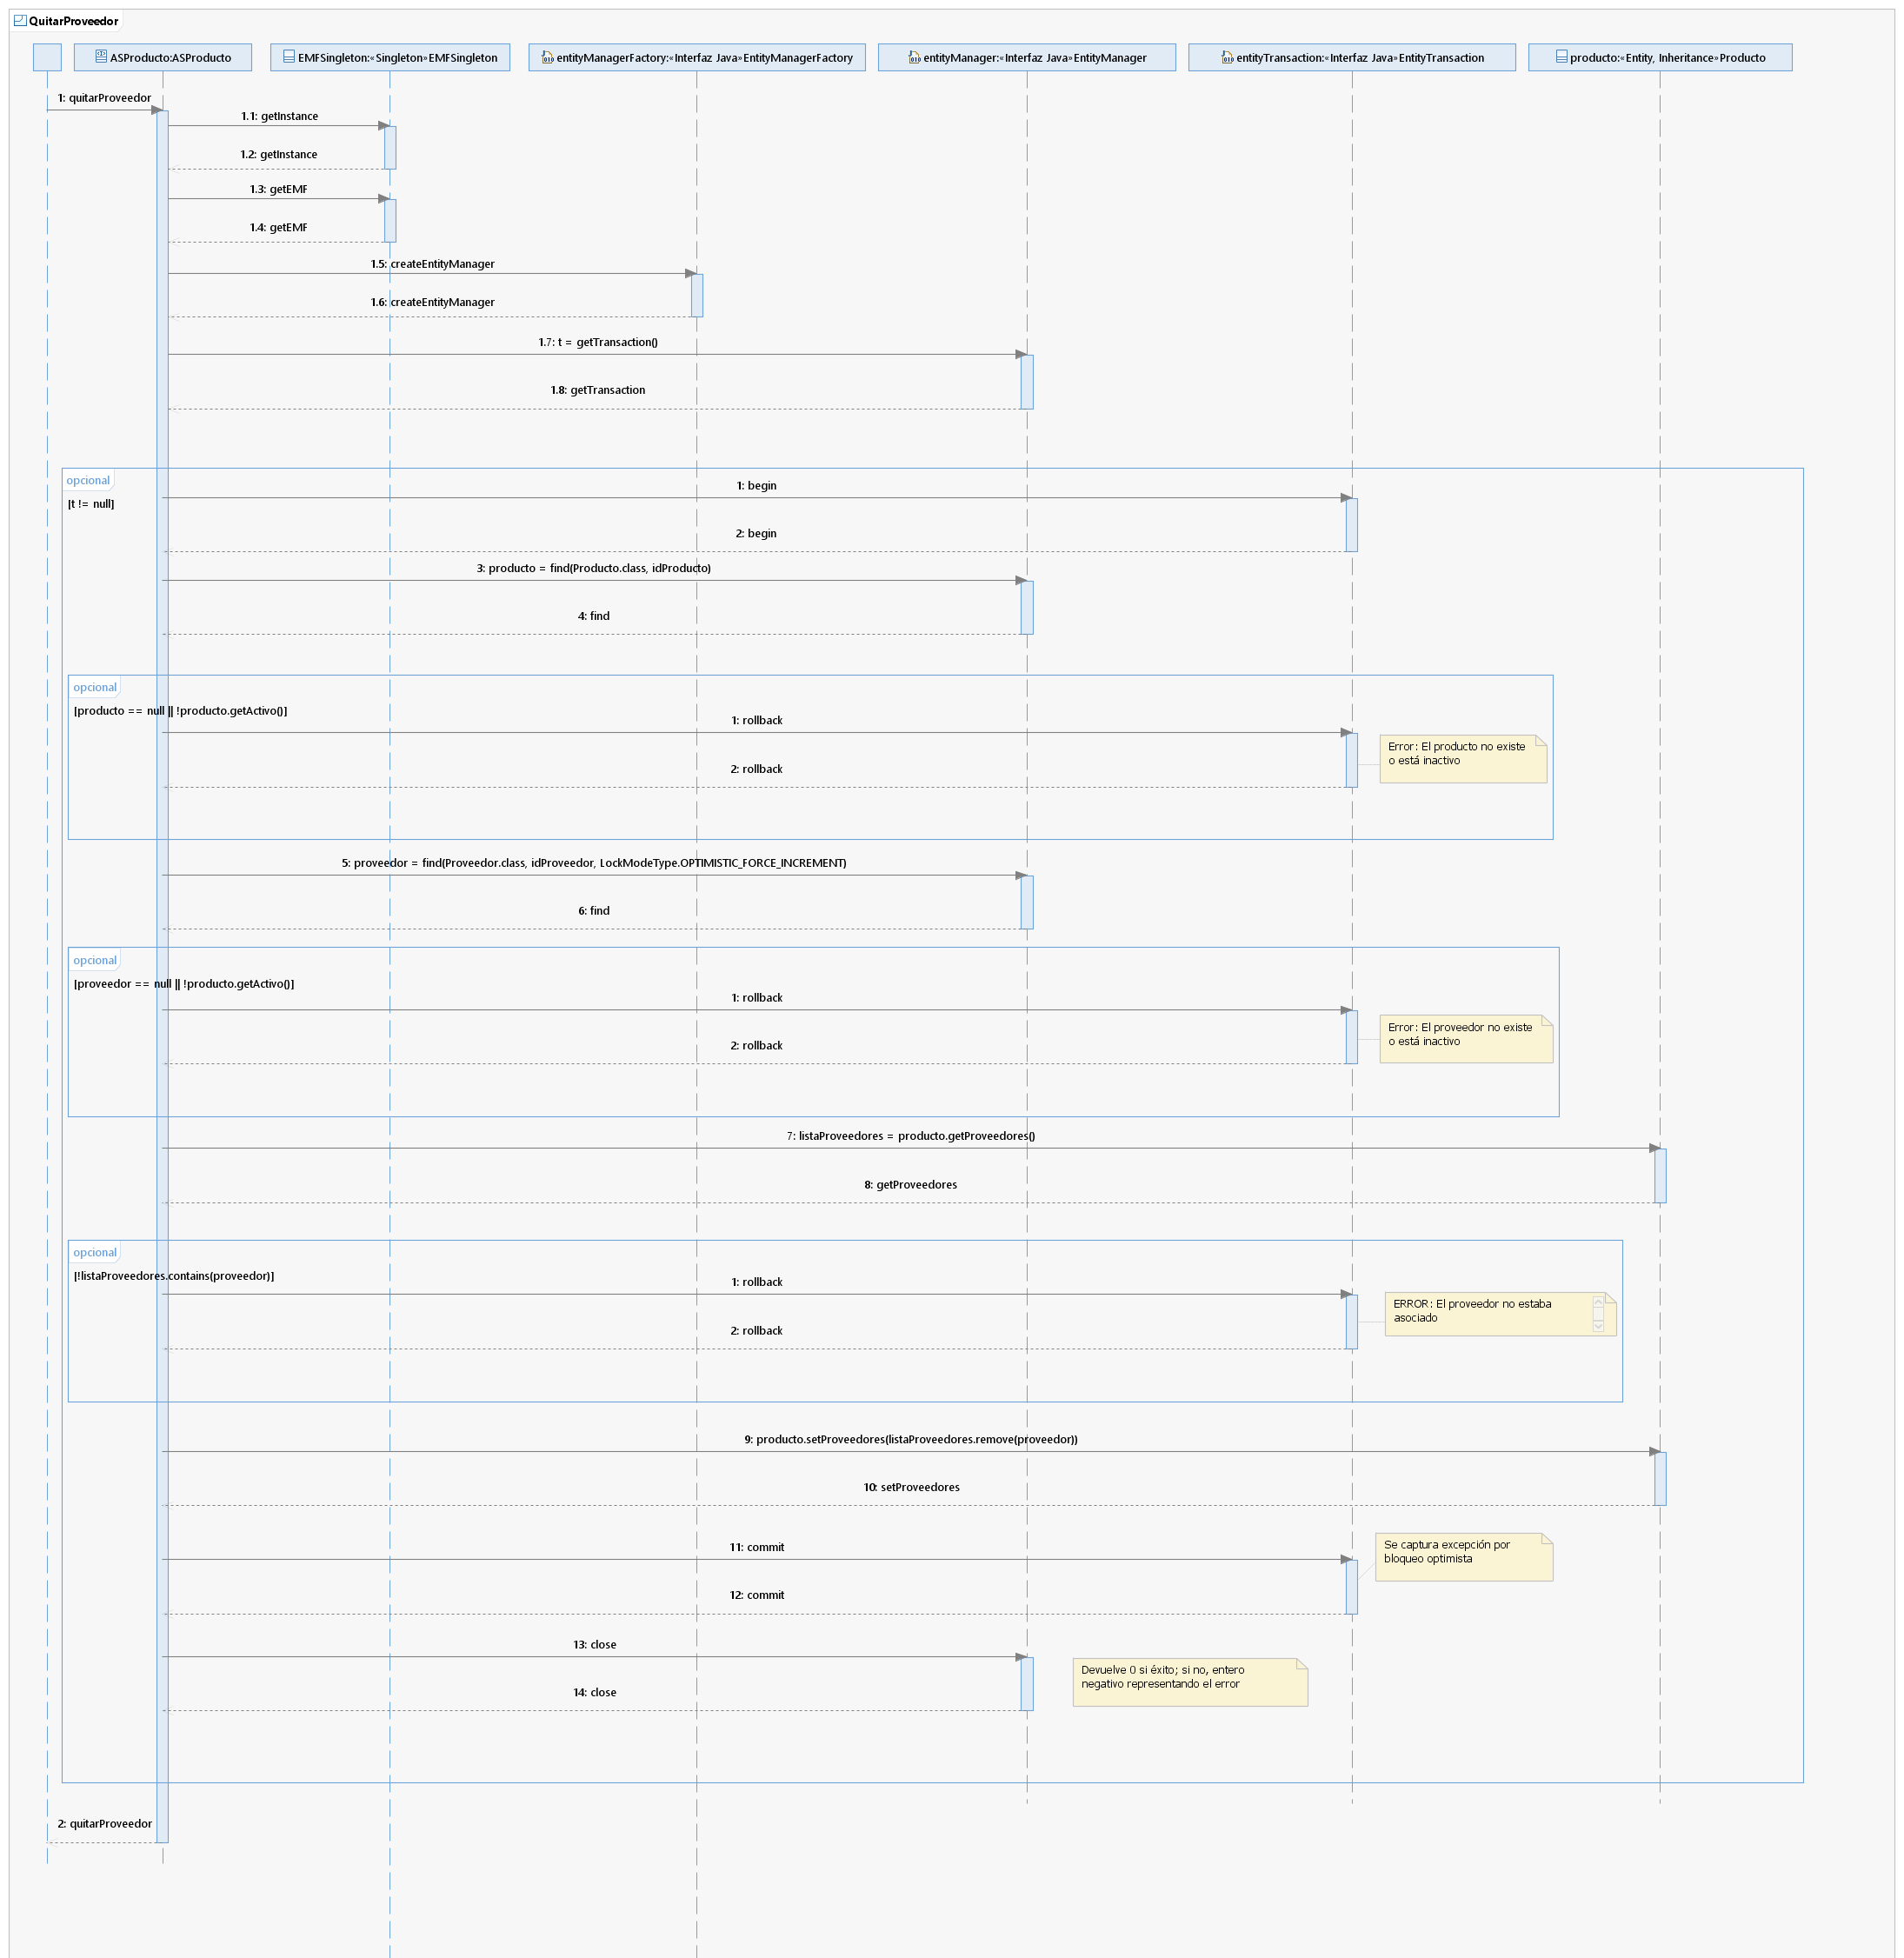 QuitarProveedor
ASProducto:ASProducto
EMFSingleton:«Singleton»EMFSingleton
entityManagerFactory:«Interfaz Java»EntityManagerFactory
entityManager:«Interfaz Java»EntityManager
entityTransaction:«Interfaz Java»EntityTransaction
producto:«Entity, Inheritance»Producto
1: quitarProveedor
1.1: getInstance
1.2: getInstance
1.3: getEMF
1.4: getEMF
1.5: createEntityManager
1.6: createEntityManager
1.7: t = getTransaction()
1.8: getTransaction
opcional
[t != null]
1: begin
2: begin
3: producto = find(Producto.class, idProducto)
4: find
opcional
[producto == null || !producto.getActivo()]
1: rollback
Error: El producto no existe
o está inactivo
2: rollback
5: proveedor = find(Proveedor.class, idProveedor, LockModeType.OPTIMISTIC_FORCE_INCREMENT)
6: find
opcional
[proveedor == null || !producto.getActivo()]
1: rollback
Error: El proveedor no existe
o está inactivo
2: rollback
7: listaProveedores = producto.getProveedores()
8: getProveedores
opcional
[!listaProveedores.contains(proveedor)]
1: rollback
ERROR: El proveedor no estaba
asociado
2: rollback
9: producto.setProveedores(listaProveedores.remove(proveedor))
10: setProveedores
11: commit
Se captura excepción por
bloqueo optimista
12: commit
13: close
Devuelve 0 si éxito; si no, entero
negativo representando el error
14: close
2: quitarProveedor